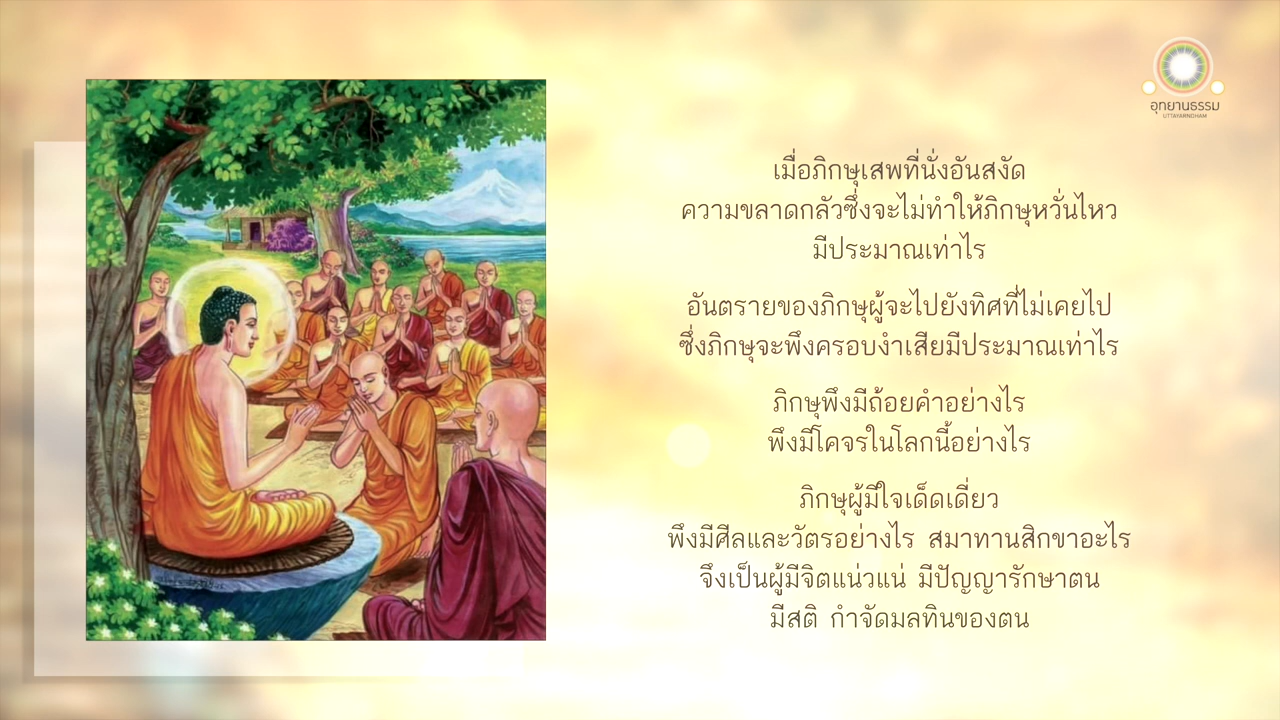 อุทยานธรรม
UTTAYARNDHAM
เมื่อภิกษุเสพที่นั่งอันสงัด
ความขลาดกลัวซึ่งจะไม่ทำให้ภิกษุหวั่นไหว
มีประมาณเท่าไร
อันตรายของภิกษุผู้จะไปยังทิศที่ไม่เคยไป
ซึ่งภิกษุจะพึงครอบงำเสียมีประมาณเท่าไร
ภิกษุพึงมีถ้อยคำอย่างไร
พึงมีโคจรในโลกนี้อย่างไร
ภิกษุผู้มีใจเด็ดเดี่ยว
พึงมีศีลและวัตรอย่างไร สมาทานสิกขาอะไร
จึงเป็นผู้มีจิตแน่วแน่ มีปัญญารักษาตน
มีสติ กำจัดมลทินของตน